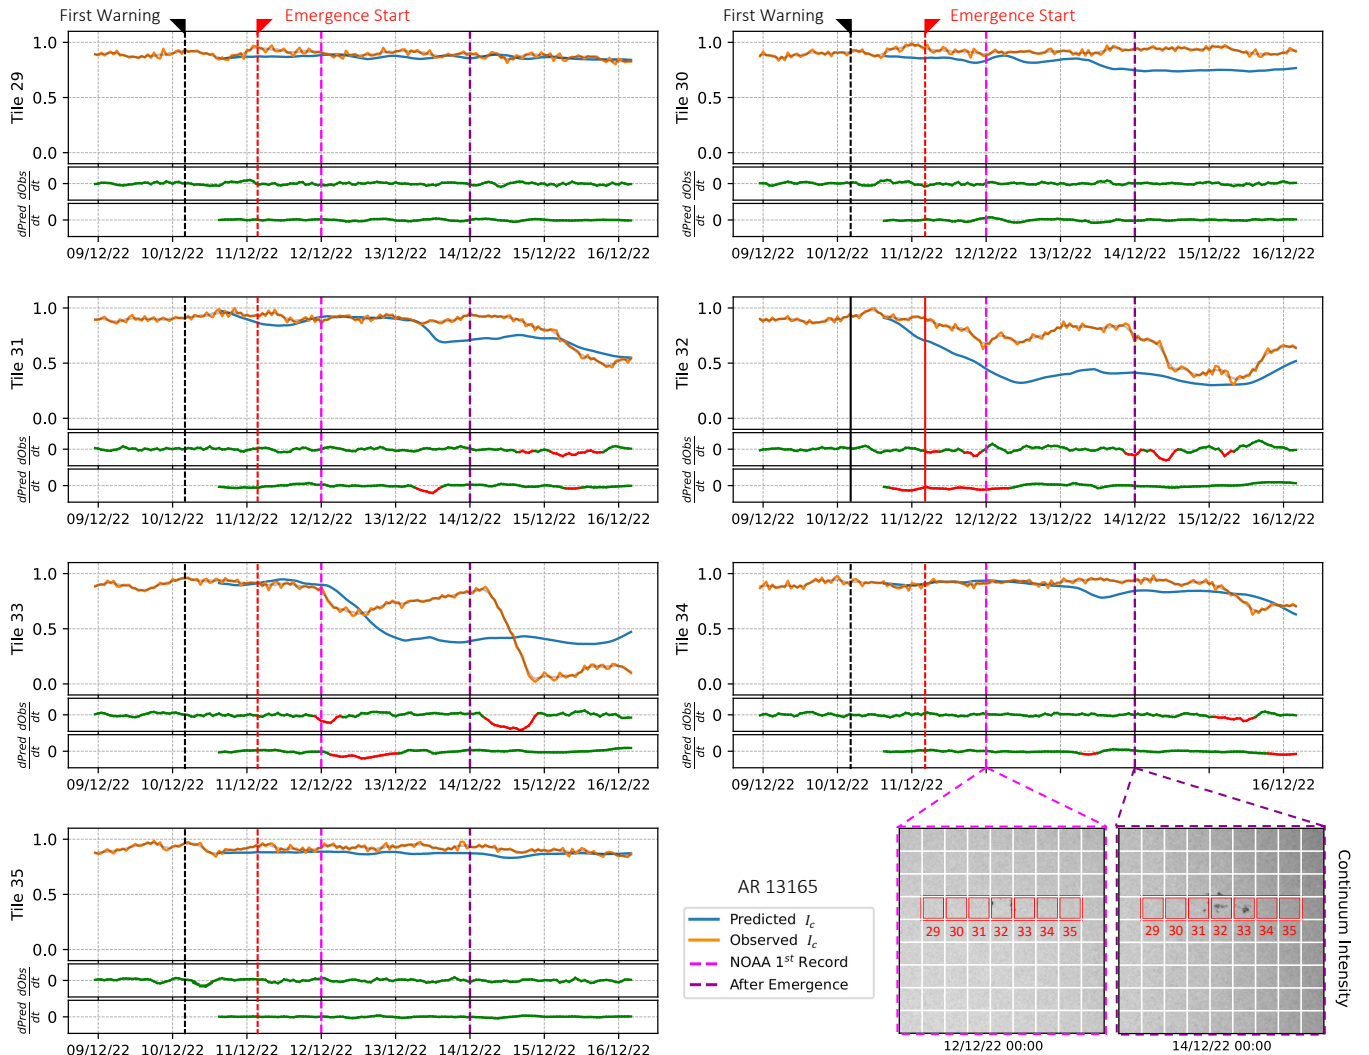 First Warning
Emergence Start
First Warning
Emergence Start
Tile 29
1.0
0.5
0.0
dObs
dt
0
dPred
dt
0
09/12/22 10/12/22 11/12/22 12/12/22 13/12/22 14/12/22 15/12/22 16/12/22
Tile 30
1.0
0.5
0.0
dObs
dt
0
dPred
dt
0
09/12/22 10/12/22 11/12/22 12/12/22 13/12/22 14/12/22 15/12/22 16/12/22
Tile 31
1.0
0.5
0.0
dObs
dt
0
dPred
dt
0
09/12/22 10/12/22 11/12/22 12/12/22 13/12/22 14/12/22 15/12/22 16/12/22
Tile 32
1.0
0.5
0.0
dObs
dt
0
dPred
dt
0
09/12/22 10/12/22 11/12/22 12/12/22 13/12/22 14/12/22 15/12/22 16/12/22
Tile 33
1.0
0.5
0.0
dObs
dt
0
dPred
dt
0
09/12/22 10/12/22 11/12/22 12/12/22 13/12/22 14/12/22 15/12/22 16/12/22
Tile 34
1.0
0.5
0.0
dObs
dt
0
dPred
dt
0
09/12/22 10/12/22 11/12/22 16/12/22
Tile 35
1.0
0.5
0.0
dObs
dt
0
dPred
dt
0
09/12/22 10/12/22 11/12/22 12/12/22 13/12/22 14/12/22 15/12/22 16/12/22
AR 13165
Predicted I_c
Observed I_c
NOAA 1st Record
After Emergence
29 30 31 32 33 34 35
12/12/22 00:00
29 30 31 32 33 34 35
14/12/22 00:00
Continuum Intensity